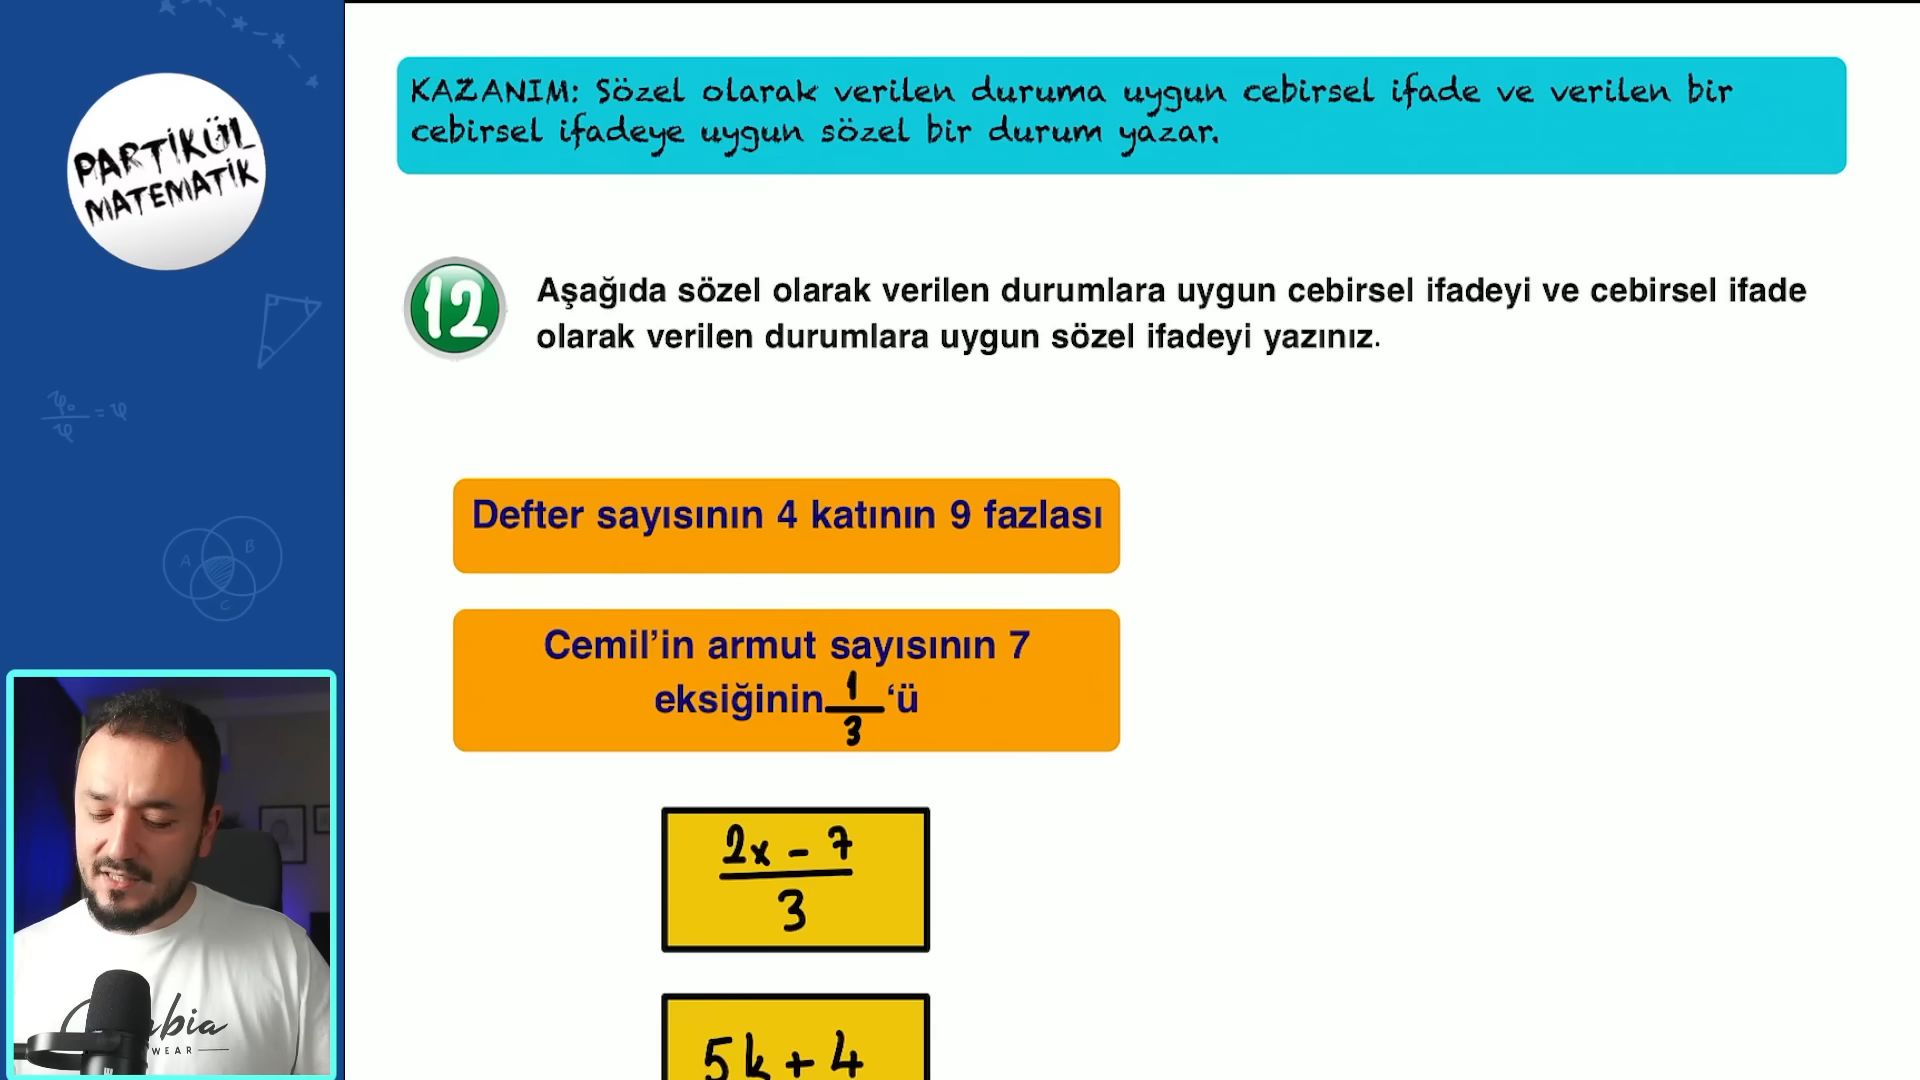 PARTİKÜL
MATEMATİK
KAZANIM: Sözel olarak verilen duruma uygun cebirsel ifade ve verilen bir
cebirsel ifadeye uygun sözel bir durum yazar.
12
Aşağıda sözel olarak verilen durumlara uygun cebirsel ifadeyi ve cebirsel ifade
olarak verilen durumlara uygun sözel ifadeyi yazınız.
Defter sayısının 4 katının 9 fazlası
Cemil’in armut sayısının 7
eksiğinin 1/3 ‘ü
2x - 7
3
5k + 4
A B
C
WEAR